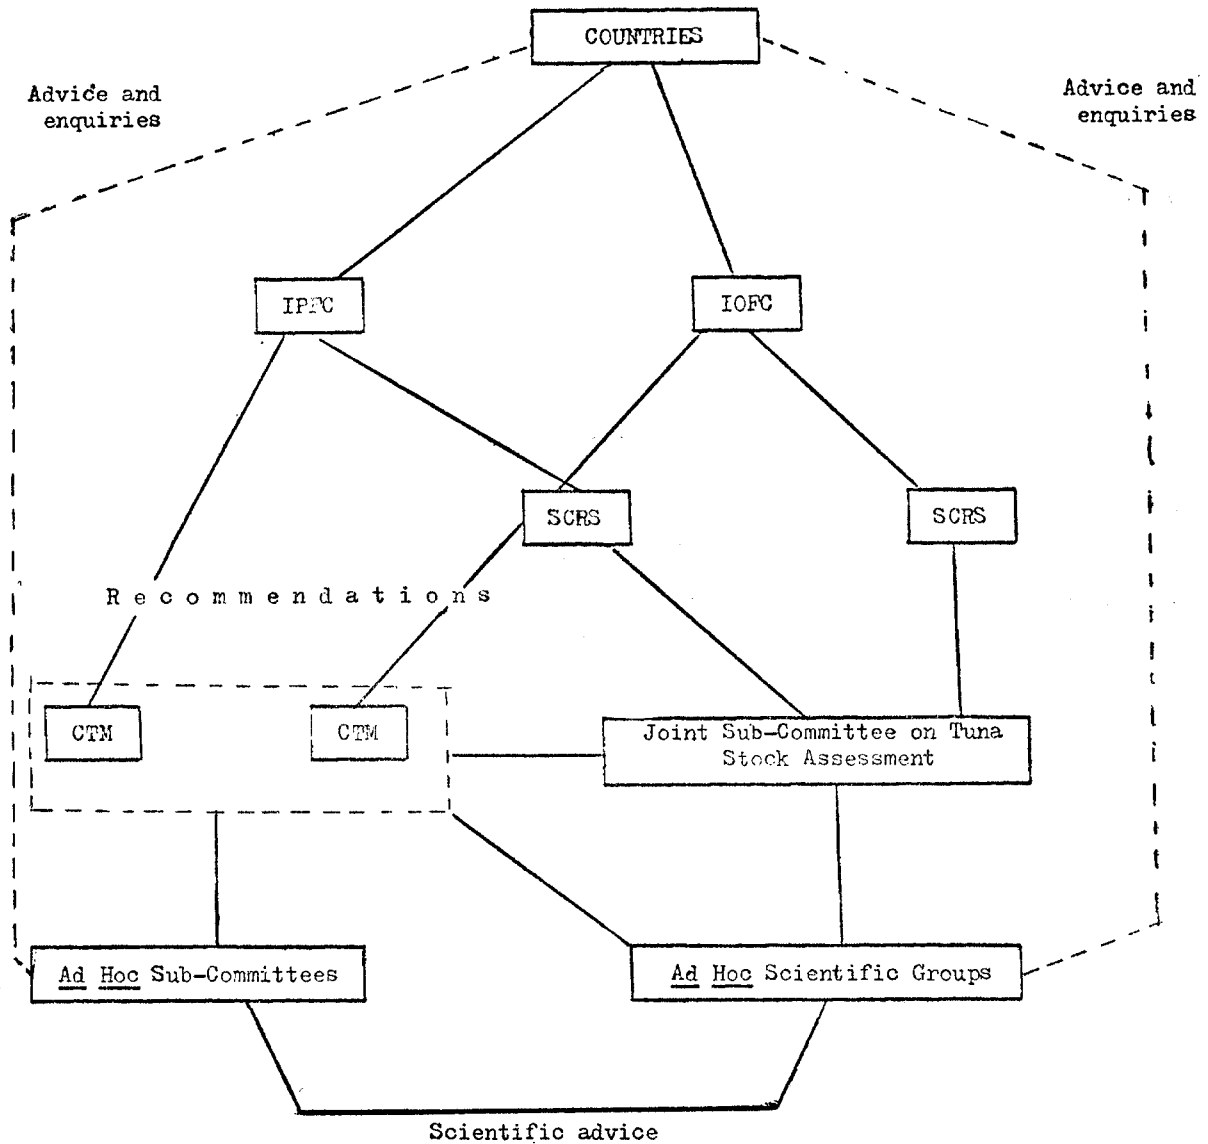 COUNTRIES
Advice and
enquiries
Advice and
enquiries
IPFC
IOFC
SCRS
SCRS
Recommendations
CTM
CTM
Joint Sub-Committee on Tuna
Stock Assessment
Ad Hoc Sub-Committees
Ad Hoc Scientific Groups
Scientific advice